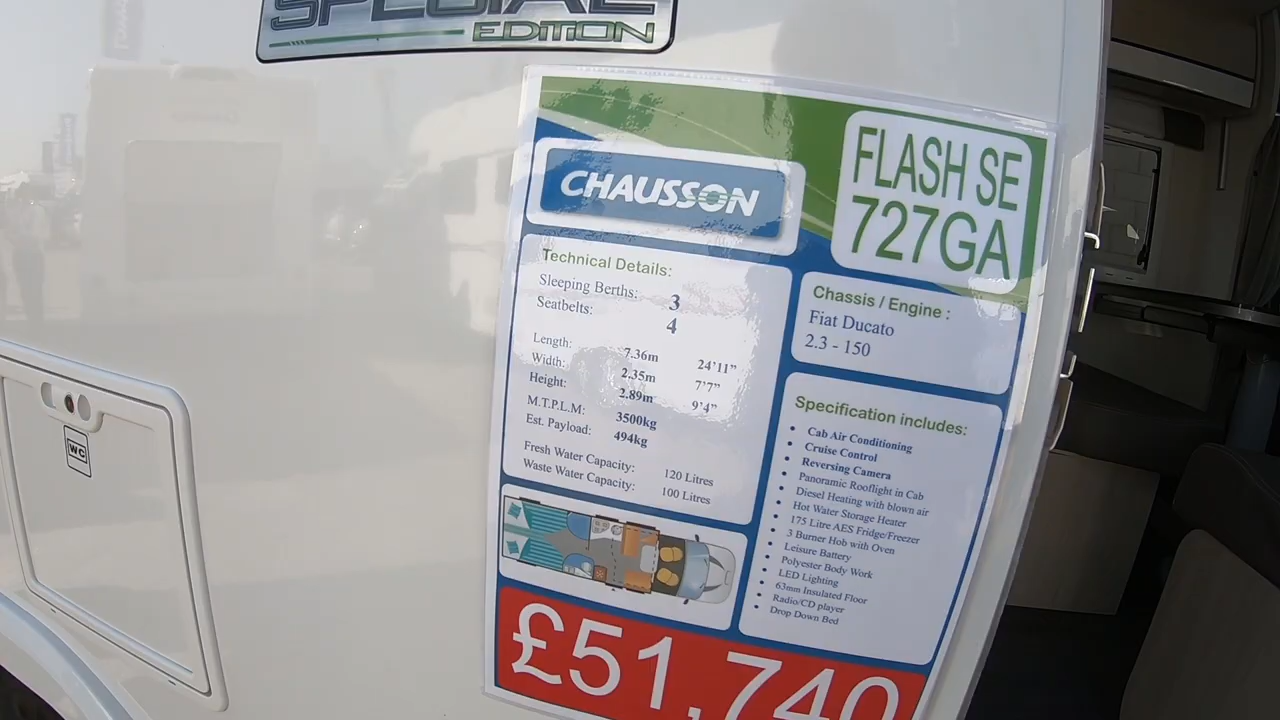 SPECIAL
EDITION
CHAUSSON
FLASH SE
727GA
Technical Details:
Sleeping Berths: 3
Seatbelts: 4
Length: 7.36m 24'11"
Width: 2.35m 7'7"
Height: 2.89m 9'4"
M.T.P.L.M: 3500kg
Est. Payload: 494kg
Fresh Water Capacity: 120 Litres
Waste Water Capacity: 100 Litres
Chassis / Engine :
Fiat Ducato
2.3 - 150
Specification includes:
• Cab Air Conditioning
• Cruise Control
• Reversing Camera
• Panoramic Rooflight in Cab
• Diesel Heating with blown air
• Hot Water Storage Heater
• 175 Litre AES Fridge/Freezer
• 3 Burner Hob with Oven
• Leisure Battery
• Polyester Body Work
• LED Lighting
• 63mm Insulated Floor
• Radio/CD player
• Drop Down Bed
£51,740
WC